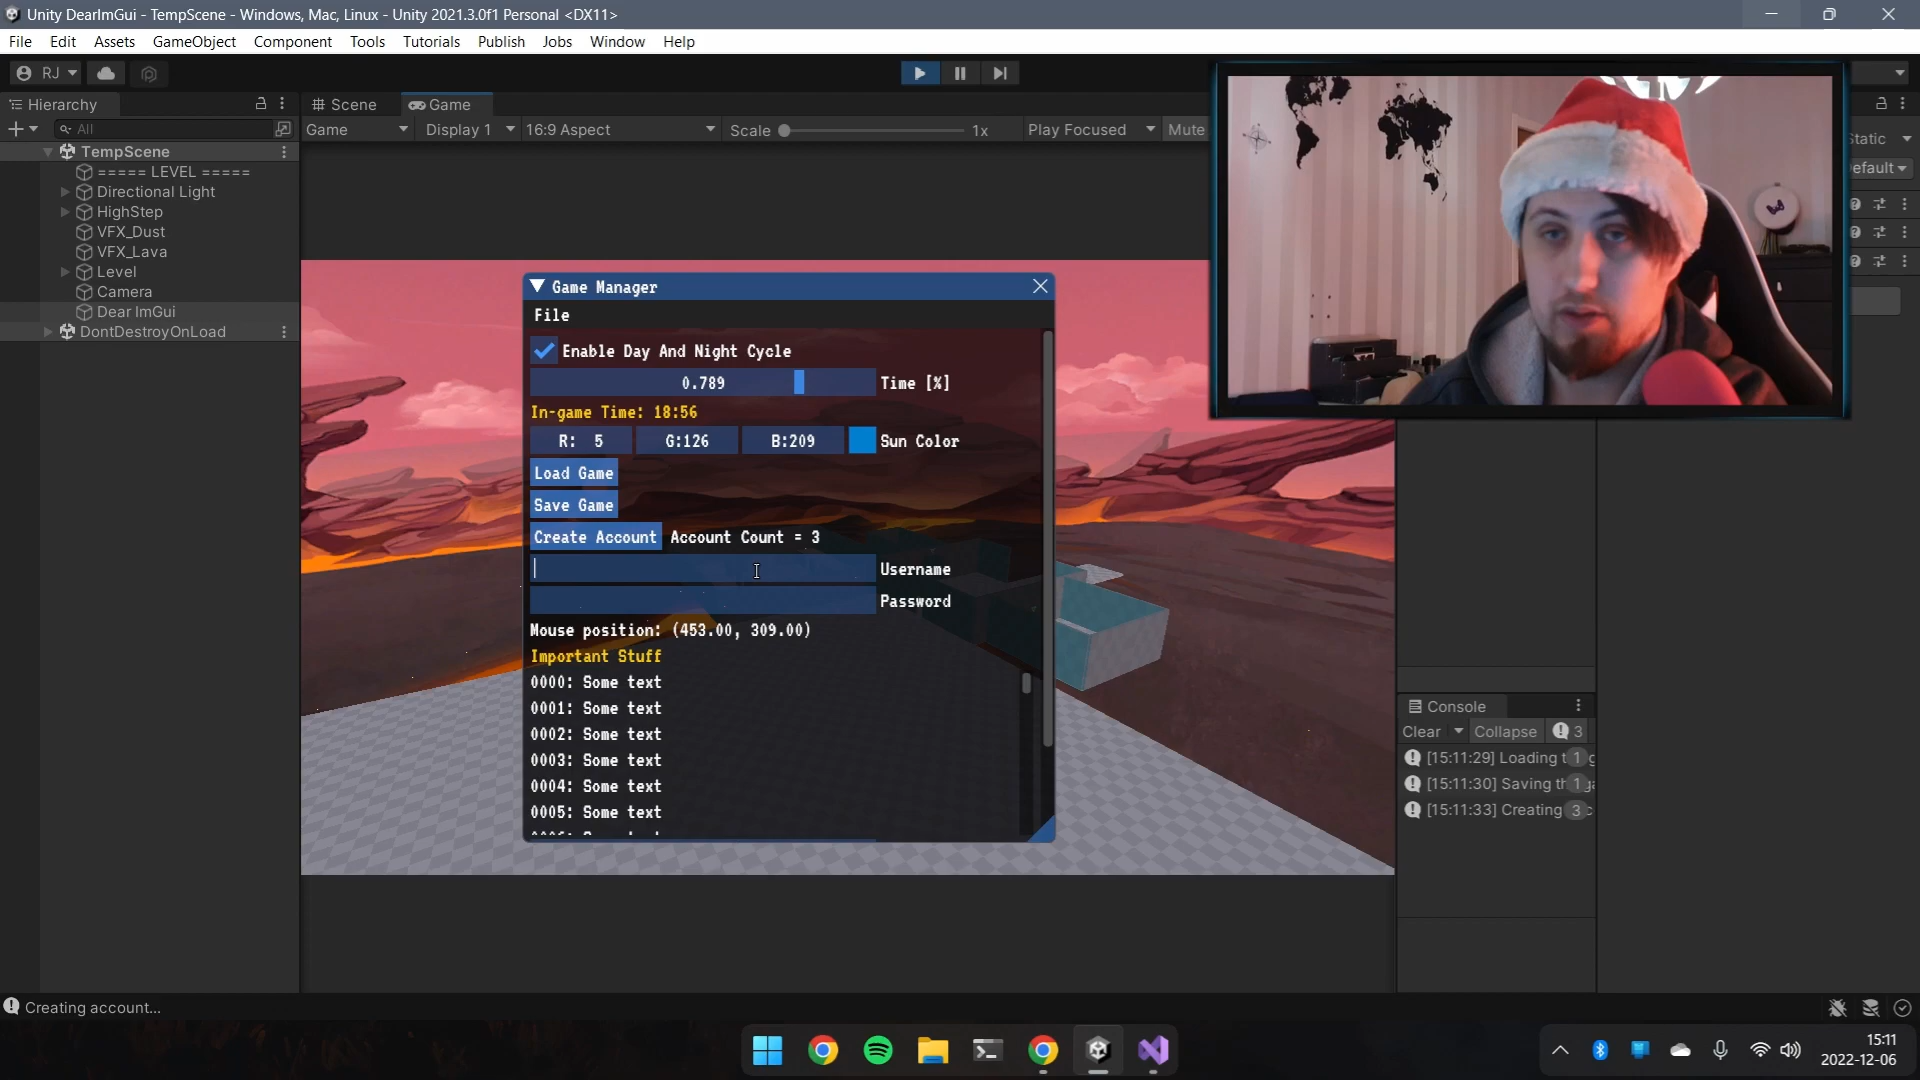 Unity DearImGui - TempScene - Windows, Mac, Linux - Unity 2021.3.0f1 Personal <DX11>
File Edit Assets GameObject Component Tools Tutorials Publish Jobs Window Help
RJ
Hierarchy
Scene
Game
All
Game
Display 1
16:9 Aspect
Scale
1x
Play Focused
Mute
Static
efault
TempScene
===== LEVEL =====
Directional Light
HighStep
VFX_Dust
VFX_Lava
Level
Camera
Dear ImGui
DontDestroyOnLoad
Game Manager
File
Enable Day And Night Cycle
0.789 Time [%]
In-game Time: 18:56
R: 5 G:126 B:209 Sun Color
Load Game
Save Game
Create Account Account Count = 3
Username
Password
Mouse position: (453.00, 309.00)
Important Stuff
0000: Some text
0001: Some text
0002: Some text
0003: Some text
0004: Some text
0005: Some text
Console
Clear Collapse 3
[15:11:29] Loading t 1
[15:11:30] Saving th 1
[15:11:33] Creating 3
Creating account...
15:11
2022-12-06